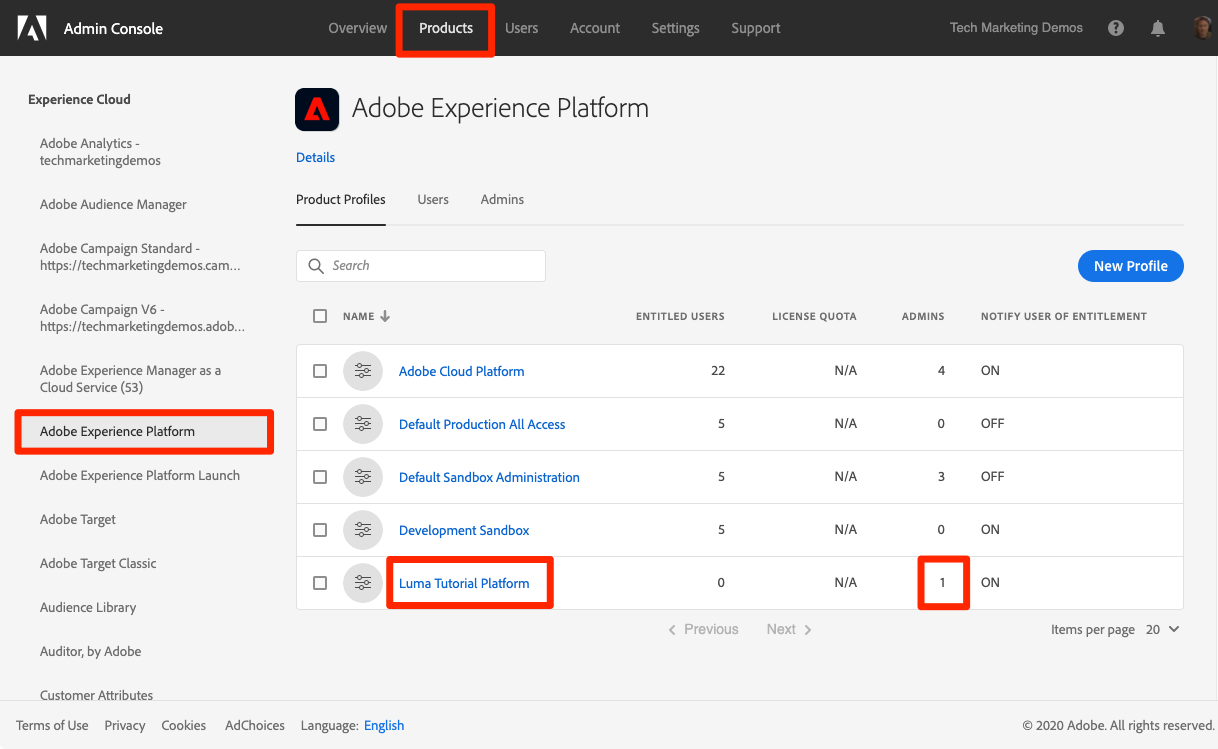 Admin Console
Overview Products Users Account Settings Support
Tech Marketing Demos
Experience Cloud
Adobe Analytics -
techmarketingdemos
Adobe Audience Manager
Adobe Campaign Standard -
https://techmarketingdemos.cam...
Adobe Campaign V6 -
https://techmarketingdemos.adob...
Adobe Experience Manager as a
Cloud Service (53)
Adobe Experience Platform
Adobe Experience Platform Launch
Adobe Target
Adobe Target Classic
Audience Library
Auditor, by Adobe
Customer Attributes
Adobe Experience Platform
Details
Product Profiles Users Admins
Search
New Profile
NAME ENTITLED USERS LICENSE QUOTA ADMINS NOTIFY USER OF ENTITLEMENT
Adobe Cloud Platform 22 N/A 4 ON
Default Production All Access 5 N/A 0 OFF
Default Sandbox Administration 5 N/A 3 OFF
Development Sandbox 5 N/A 0 ON
Luma Tutorial Platform 0 N/A 1 ON
Previous Next
Items per page 20
Terms of Use Privacy Cookies AdChoices Language: English
© 2020 Adobe. All rights reserved.